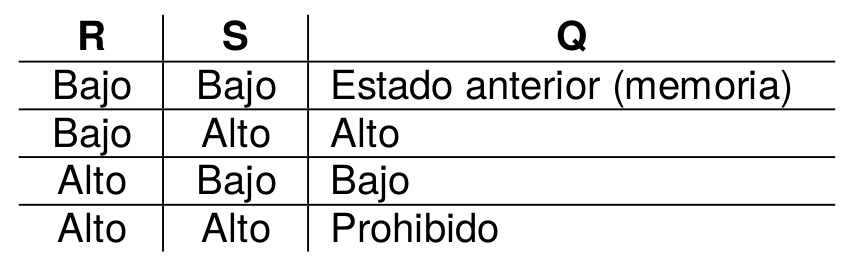 R S Q
Bajo Bajo Estado anterior (memoria)
Bajo Alto Alto
Alto Bajo Bajo
Alto Alto Prohibido